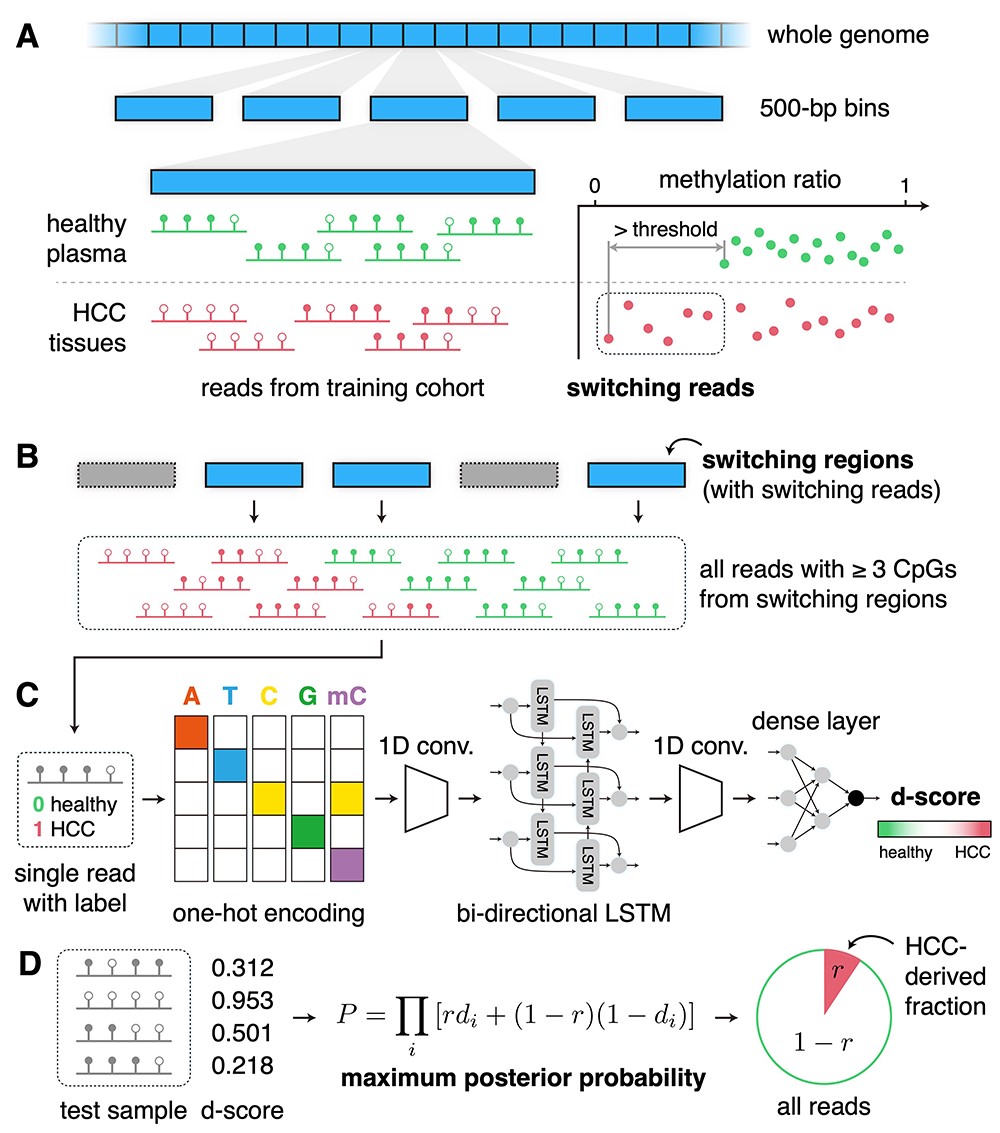 A
whole genome
500-bp bins
healthy
plasma
HCC
tissues
reads from training cohort
0
methylation ratio
1
> threshold
switching reads
B
switching regions
(with switching reads)
all reads with ≥ 3 CpGs
from switching regions
C
0 healthy
1 HCC
single read
with label
A T C G mC
one-hot encoding
1D conv.
LSTM
LSTM
LSTM
LSTM
LSTM
LSTM
bi-directional LSTM
1D conv.
dense layer
d-score
healthy HCC
D
0.312
0.953
0.501
0.218
test sample d-score
P = ∏i [rdi + (1 − r)(1 − di)]
maximum posterior probability
r
1 − r
HCC-
derived
fraction
all reads